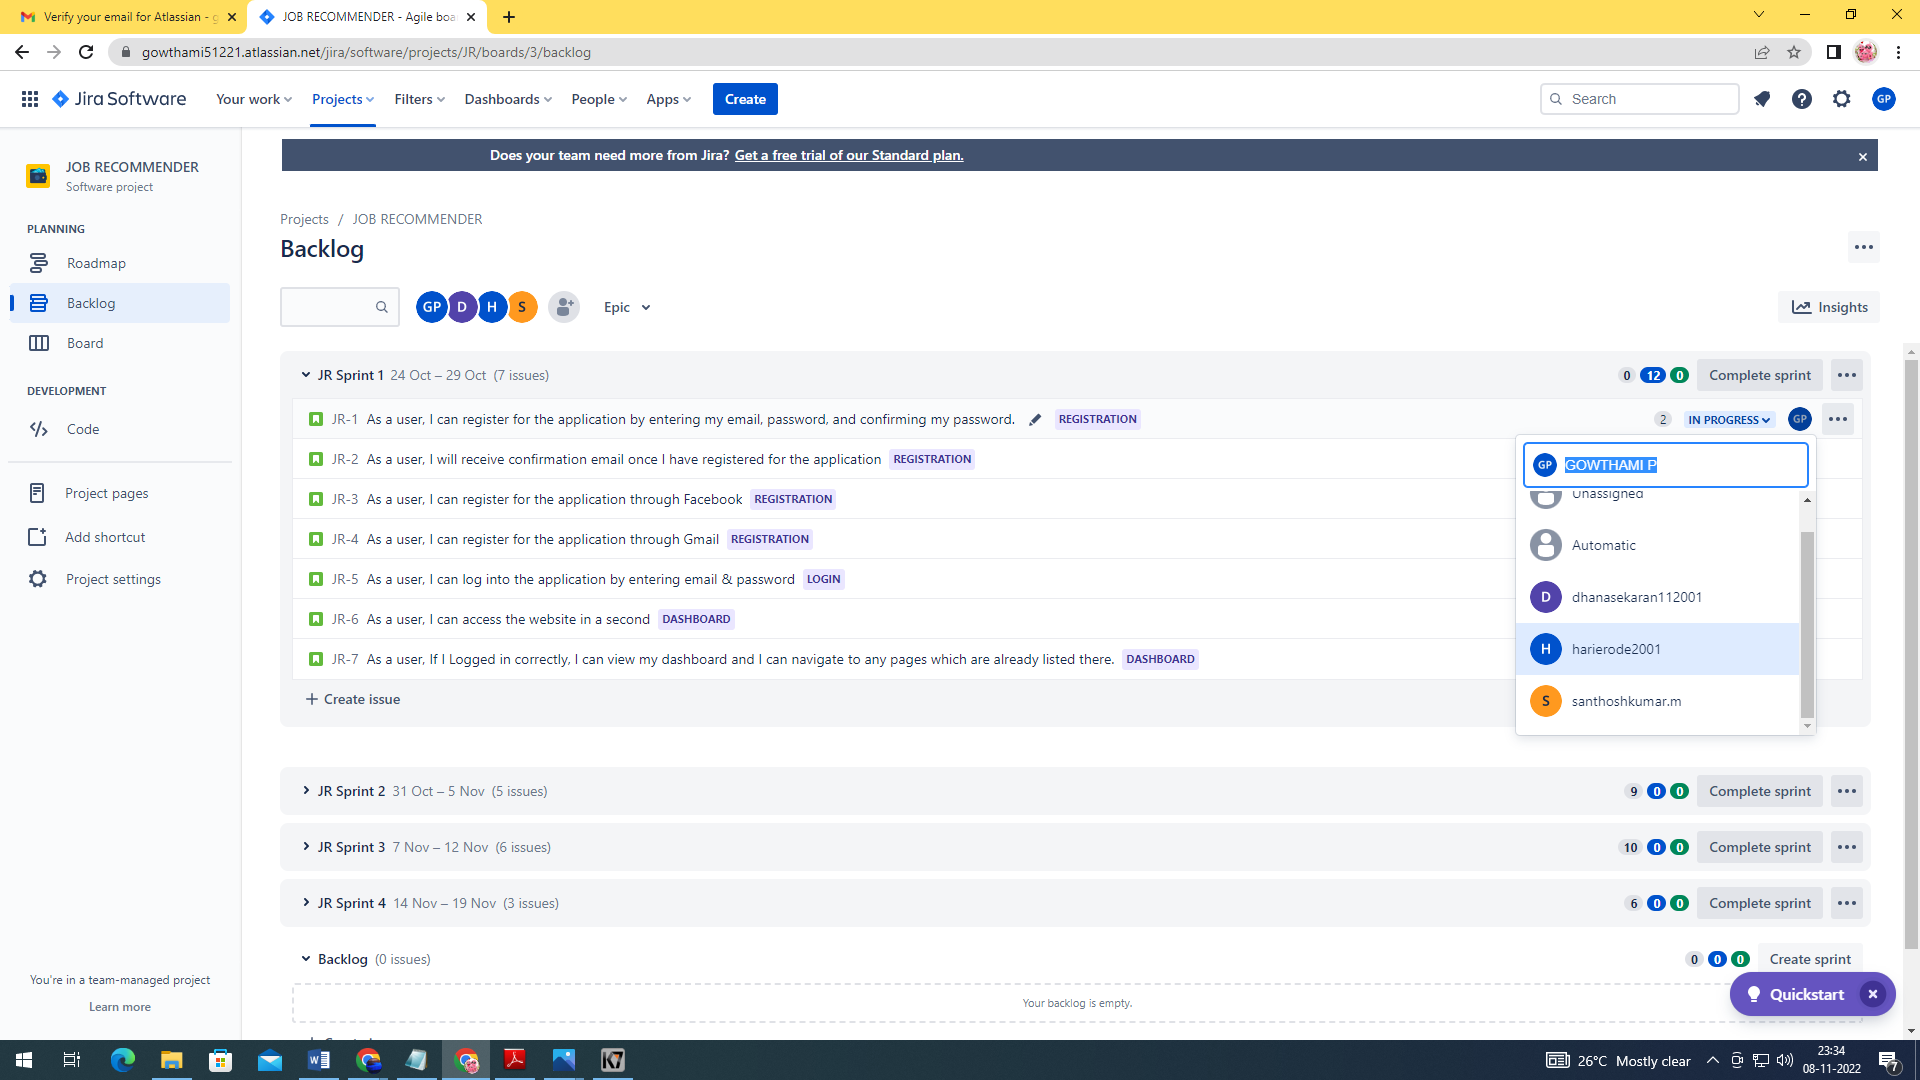 Verify your email for Atlassian - g
JOB RECOMMENDER - Agile boa
gowthami51221.atlassian.net/jira/software/projects/JR/boards/3/backlog
Jira Software
Your work
Projects
Filters
Dashboards
People
Apps
Create
Search
GP
JOB RECOMMENDER
Software project
Does your team need more from Jira? Get a free trial of our Standard plan.
PLANNING
Roadmap
Backlog
Board
DEVELOPMENT
Code
Project pages
Add shortcut
Project settings
You're in a team-managed project
Learn more
Projects / JOB RECOMMENDER
Backlog
GP D H S
Epic
Insights
JR Sprint 1 24 Oct – 29 Oct (7 issues)
0 12 0 Complete sprint
JR-1 As a user, I can register for the application by entering my email, password, and confirming my password. REGISTRATION
2 IN PROGRESS GP
JR-2 As a user, I will receive confirmation email once I have registered for the application REGISTRATION
JR-3 As a user, I can register for the application through Facebook REGISTRATION
JR-4 As a user, I can register for the application through Gmail REGISTRATION
JR-5 As a user, I can log into the application by entering email & password LOGIN
JR-6 As a user, I can access the website in a second DASHBOARD
JR-7 As a user, If I Logged in correctly, I can view my dashboard and I can navigate to any pages which are already listed there. DASHBOARD
Create issue
GP GOWTHAMI P
Unassigned
Automatic
D dhanasekaran112001
H harierode2001
S santhoshkumar.m
JR Sprint 2 31 Oct – 5 Nov (5 issues)
9 0 0 Complete sprint
JR Sprint 3 7 Nov – 12 Nov (6 issues)
10 0 0 Complete sprint
JR Sprint 4 14 Nov – 19 Nov (3 issues)
6 0 0 Complete sprint
Backlog (0 issues)
0 0 0 Create sprint
Your backlog is empty.
Quickstart
26°C Mostly clear
23:34
08-11-2022
7